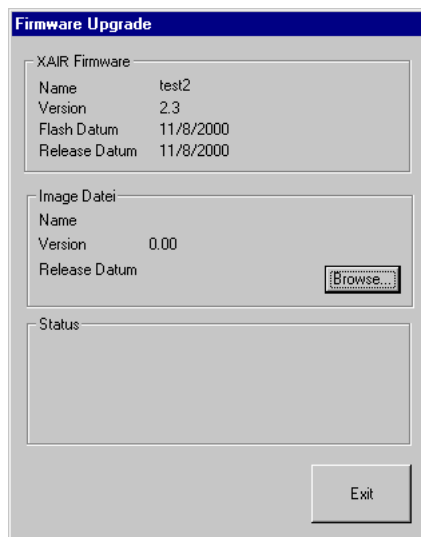 Firmware Upgrade
XAIR Firmware
Name test2
Version 2.3
Flash Datum 11/8/2000
Release Datum 11/8/2000
Image Datei
Name
Version 0.00
Release Datum
Browse...
Status
Exit